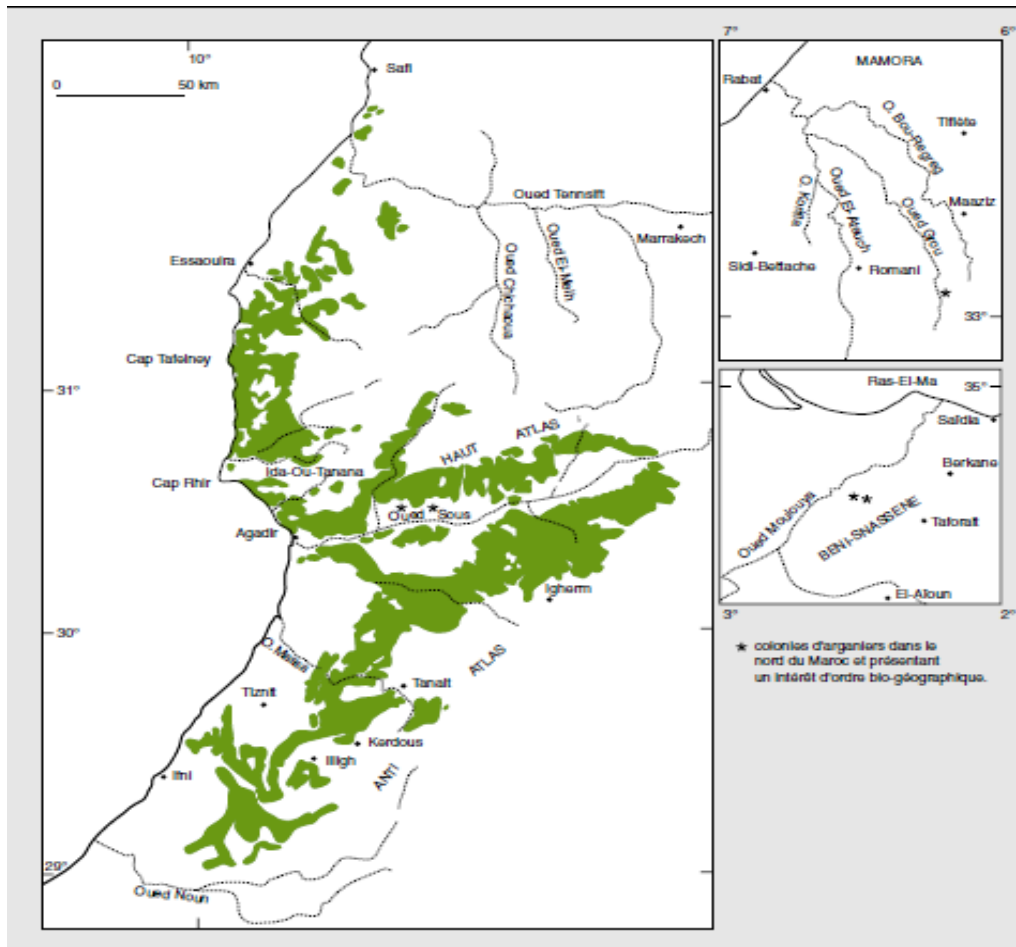 10°
Safi
0 50 km
Oued Tennsift
Marrakech
Oued El-Melh
Oued Chichaoua
Essaouira
Cap Tafelney
31°
HAUT ATLAS
Ida-Ou-Tanana
Cap Rhir
Oued Sous
Agadir
Igherm
30°
ATLAS
O. Massa
Tanalt
Tiznit
Kerdous
Illigh
ANTI
Ifni
29°
Oued Noun
7° 6°
MAMORA
Rabat
O. Bou-Regreg
Tiflète
O. Korifla
Oued El-Arauch
Oued Grou
Maaziz
Sidi-Bettache
Romani
33°
Ras-El-Ma
35°
Saïdia
Berkane
Oued Moulouya
BENI-SNASSENE
Taforalt
El-Aïoun
3° 2°
* colonies d'arganiers dans le
nord du Maroc et présentant
un intérêt d'ordre bio-géographique.